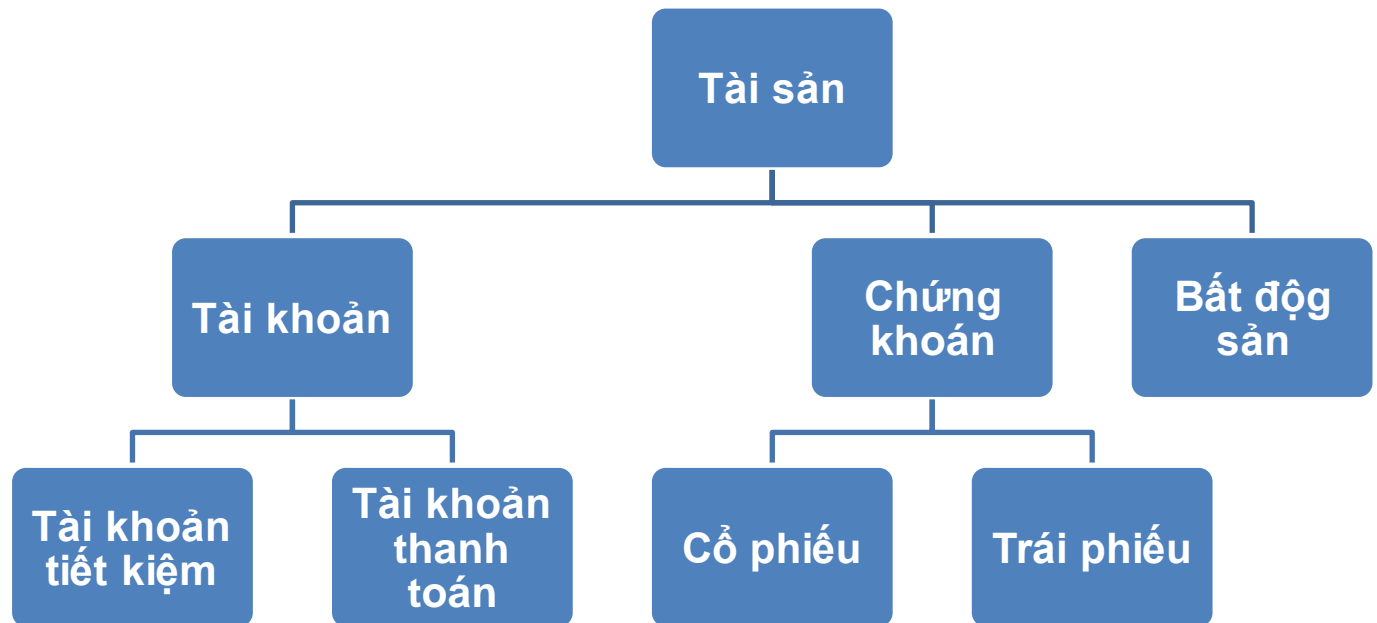 Tài sản
Tài khoản
Chứng
khoán
Bất độg
sản
Tài khoản
tiết kiệm
Tài khoản
thanh
toán
Cổ phiếu
Trái phiếu